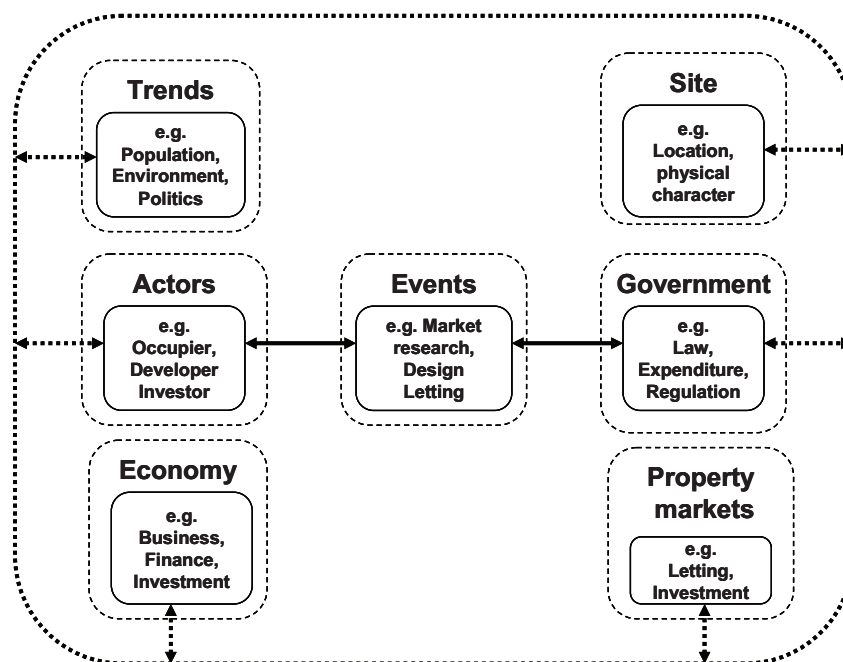 Trends
e.g.
Population,
Environment,
Politics
Site
e.g.
Location,
physical
character
Actors
e.g.
Occupier,
Developer
Investor
Events
e.g. Market
research,
Design
Letting
Government
e.g.
Law,
Expenditure,
Regulation
Economy
e.g.
Business,
Finance,
Investment
Property
markets
e.g.
Letting,
Investment